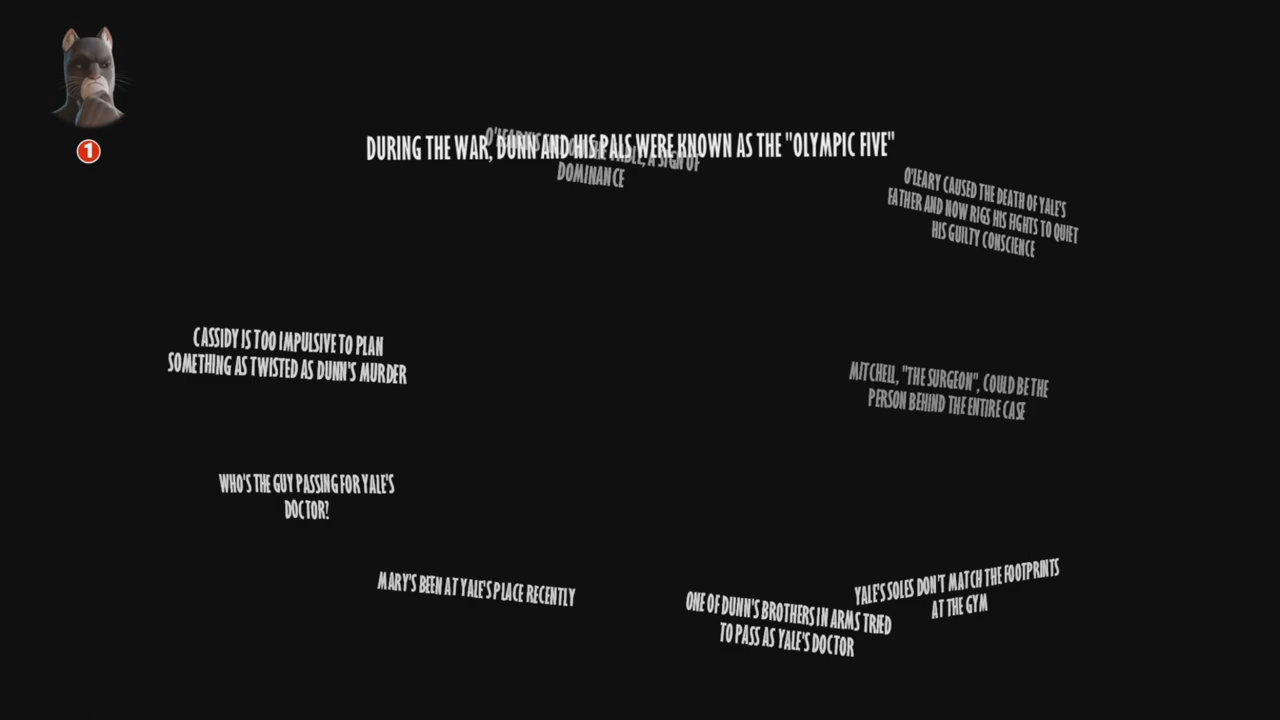 1
DURING THE WAR, DUNN AND HIS PALS WERE KNOWN AS THE "OLYMPIC FIVE"
A SIGN OF
DOMINANCE
O'LEARY CAUSED THE DEATH OF YALE'S
FATHER AND NOW RIGS HIS FIGHTS TO QUIET
HIS GUILTY CONSCIENCE
CASSIDY IS TOO IMPULSIVE TO PLAN
SOMETHING AS TWISTED AS DUNN'S MURDER
MITCHELL, "THE SURGEON", COULD BE THE
PERSON BEHIND THE ENTIRE CASE
WHO'S THE GUY PASSING FOR YALE'S
DOCTOR?
MARY'S BEEN AT YALE'S PLACE RECENTLY
ONE OF DUNN'S BROTHERS IN ARMS TRIED
TO PASS AS YALE'S DOCTOR
YALE'S SOLES DON'T MATCH THE FOOTPRINTS
AT THE GYM